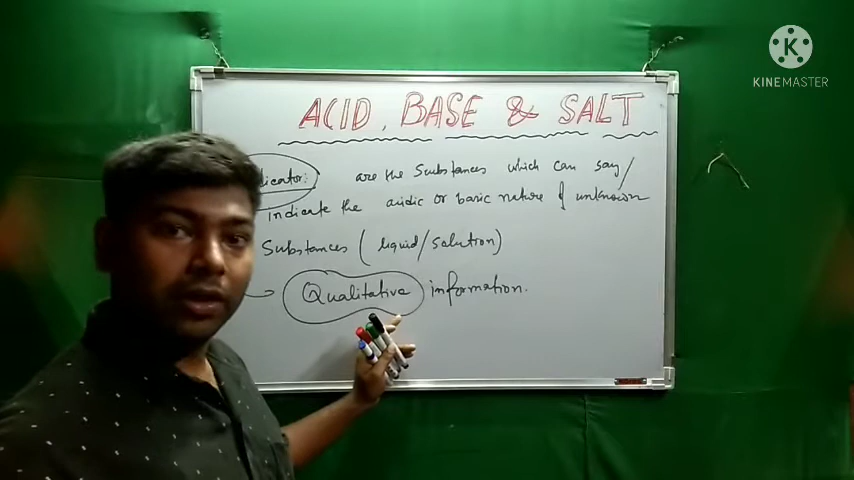 KINEMASTER
ACID, BASE & SALT
dicator: are the Substances which can say/
indicate the acidic or basic nature of unknown
Substances (liquid/solution)
Qualitative information.